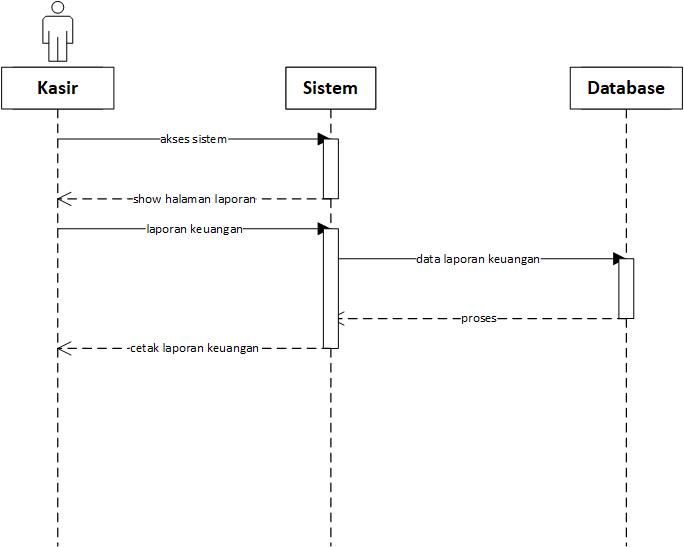 Kasir
Sistem
Database
akses sistem
show halaman laporan
laporan keuangan
data laporan keuangan
proses
cetak laporan keuangan